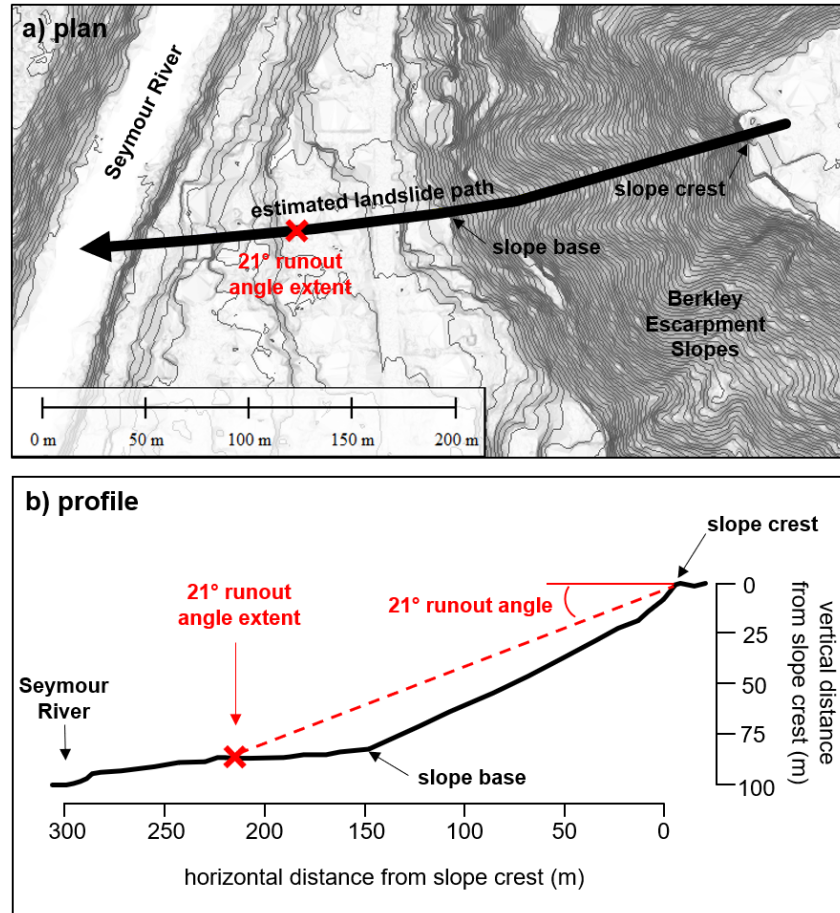 a) plan
Seymour River
estimated landslide path
slope crest
slope base
21° runout
angle extent
Berkley
Escarpment
Slopes
0 m
50 m
100 m
150 m
200 m
b) profile
slope crest
21° runout
angle extent
21° runout angle
Seymour
River
slope base
0
25
50
75
100
vertical distance
from slope crest (m)
300
250
200
150
100
50
0
horizontal distance from slope crest (m)